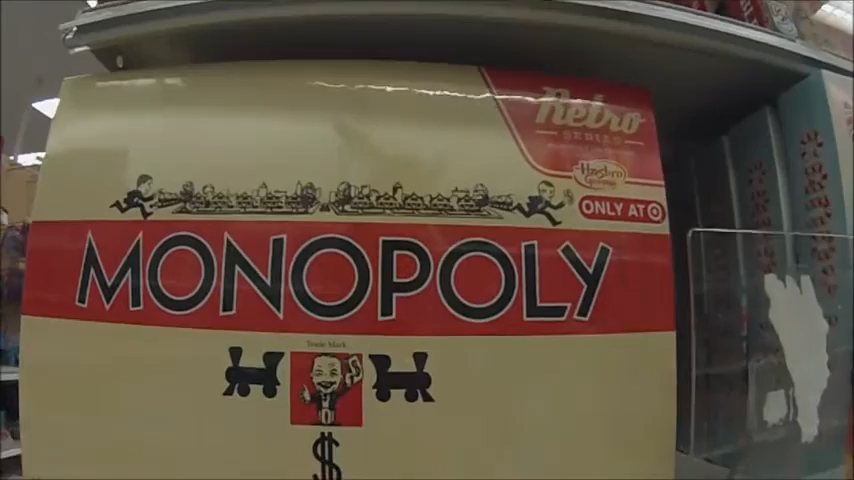 Retro
SERIES
Hasbro
ONLY AT
MONOPOLY
Trade Mark
$